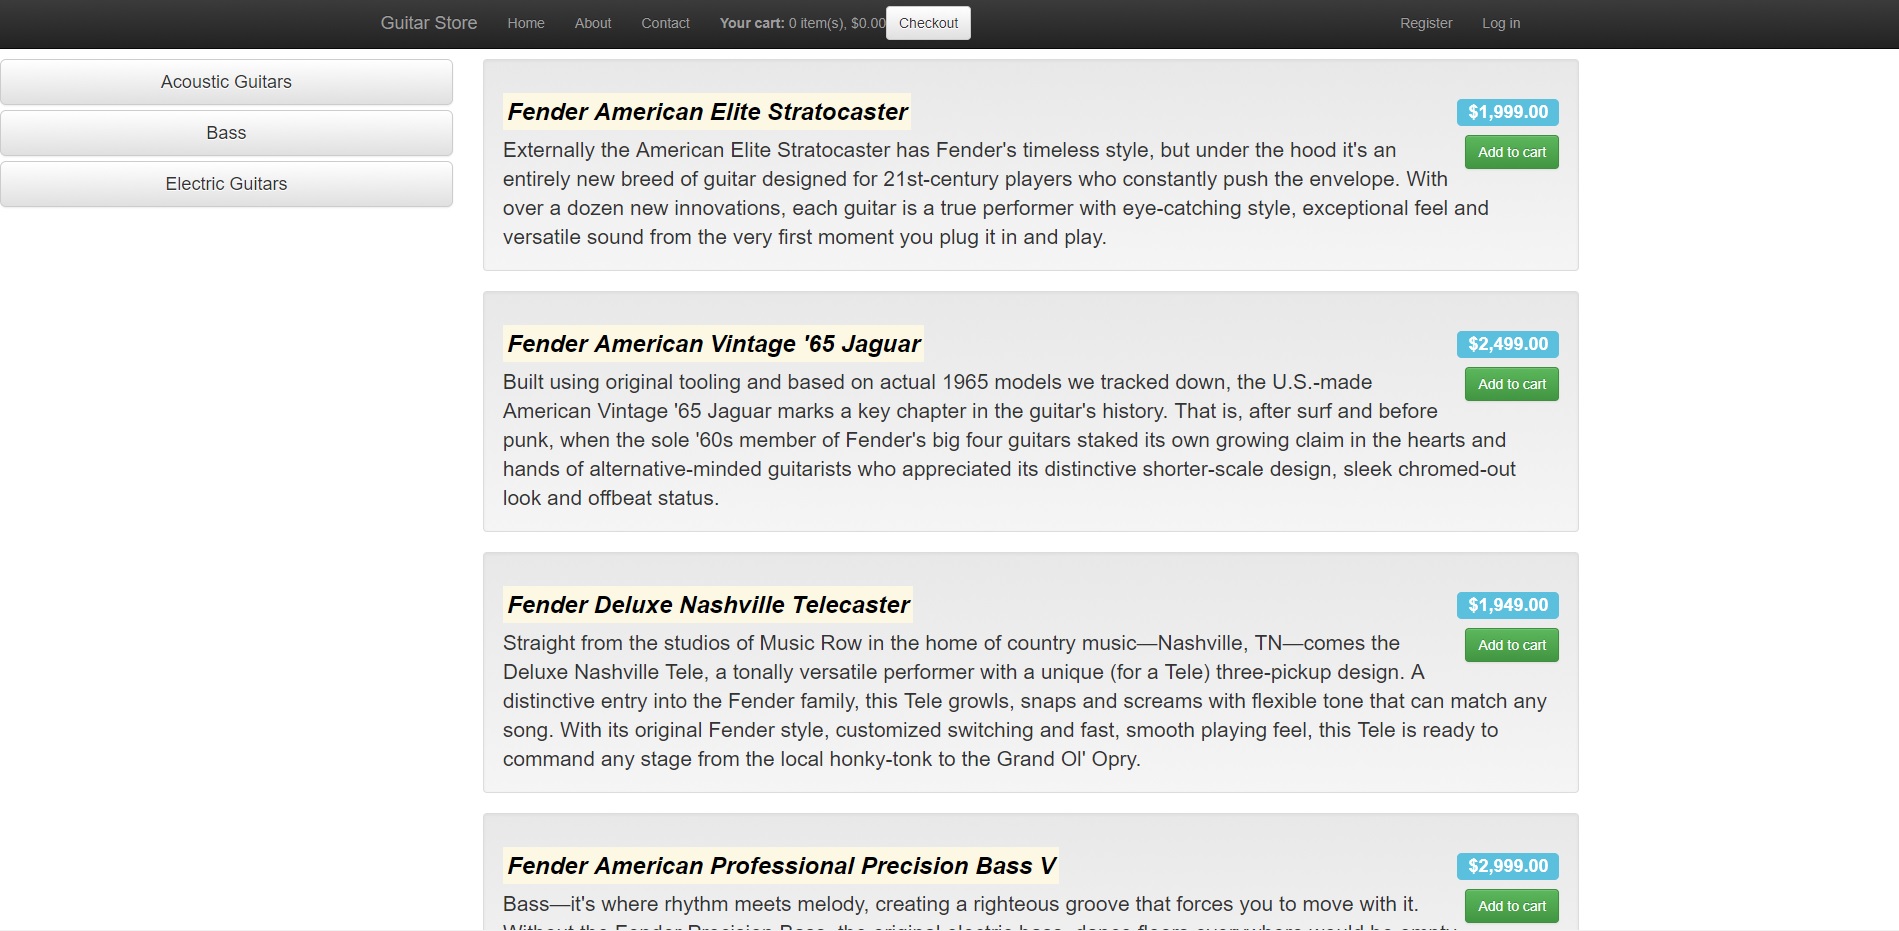 Guitar Store Home About Contact Your cart: 0 item(s), $0.00 Checkout Register Log in
Acoustic Guitars
Bass
Electric Guitars
Fender American Elite Stratocaster $1,999.00
Add to cart
Externally the American Elite Stratocaster has Fender's timeless style, but under the hood it's an
entirely new breed of guitar designed for 21st-century players who constantly push the envelope. With
over a dozen new innovations, each guitar is a true performer with eye-catching style, exceptional feel and
versatile sound from the very first moment you plug it in and play.
Fender American Vintage '65 Jaguar $2,499.00
Add to cart
Built using original tooling and based on actual 1965 models we tracked down, the U.S.-made
American Vintage '65 Jaguar marks a key chapter in the guitar's history. That is, after surf and before
punk, when the sole '60s member of Fender's big four guitars staked its own growing claim in the hearts and
hands of alternative-minded guitarists who appreciated its distinctive shorter-scale design, sleek chromed-out
look and offbeat status.
Fender Deluxe Nashville Telecaster $1,949.00
Add to cart
Straight from the studios of Music Row in the home of country music—Nashville, TN—comes the
Deluxe Nashville Tele, a tonally versatile performer with a unique (for a Tele) three-pickup design. A
distinctive entry into the Fender family, this Tele growls, snaps and screams with flexible tone that can match any
song. With its original Fender style, customized switching and fast, smooth playing feel, this Tele is ready to
command any stage from the local honky-tonk to the Grand Ol' Opry.
Fender American Professional Precision Bass V $2,999.00
Add to cart
Bass—it's where rhythm meets melody, creating a righteous groove that forces you to move with it.
Without the Fender Precision Bass, the original electric bass, dance floors everywhere would be empty